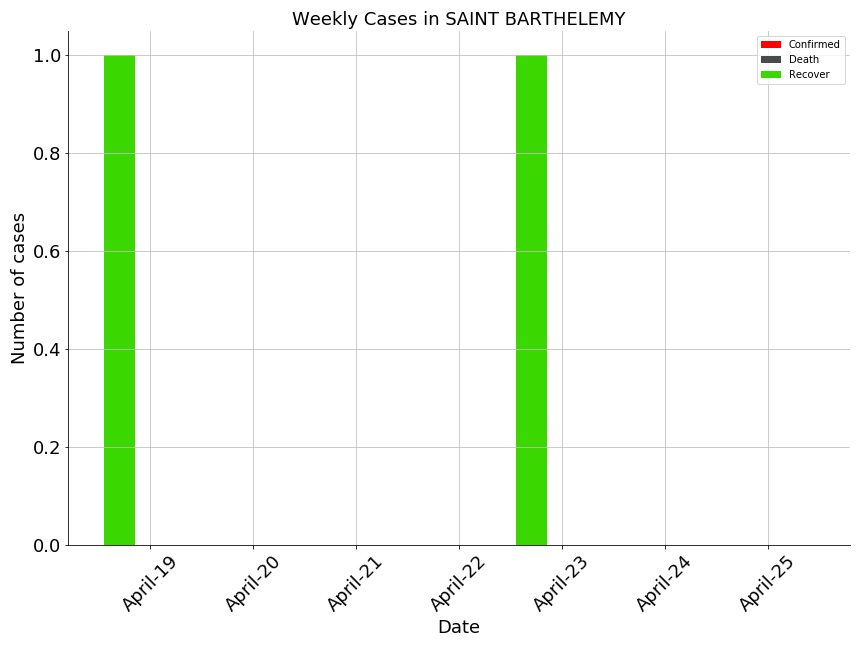 Weekly Cases in SAINT BARTHELEMY
Confirmed
Death
Recover
1.0
0.8
0.6
0.4
0.2
0.0
Number of cases
April-19
April-20
April-21
April-22
April-23
April-24
April-25
Date